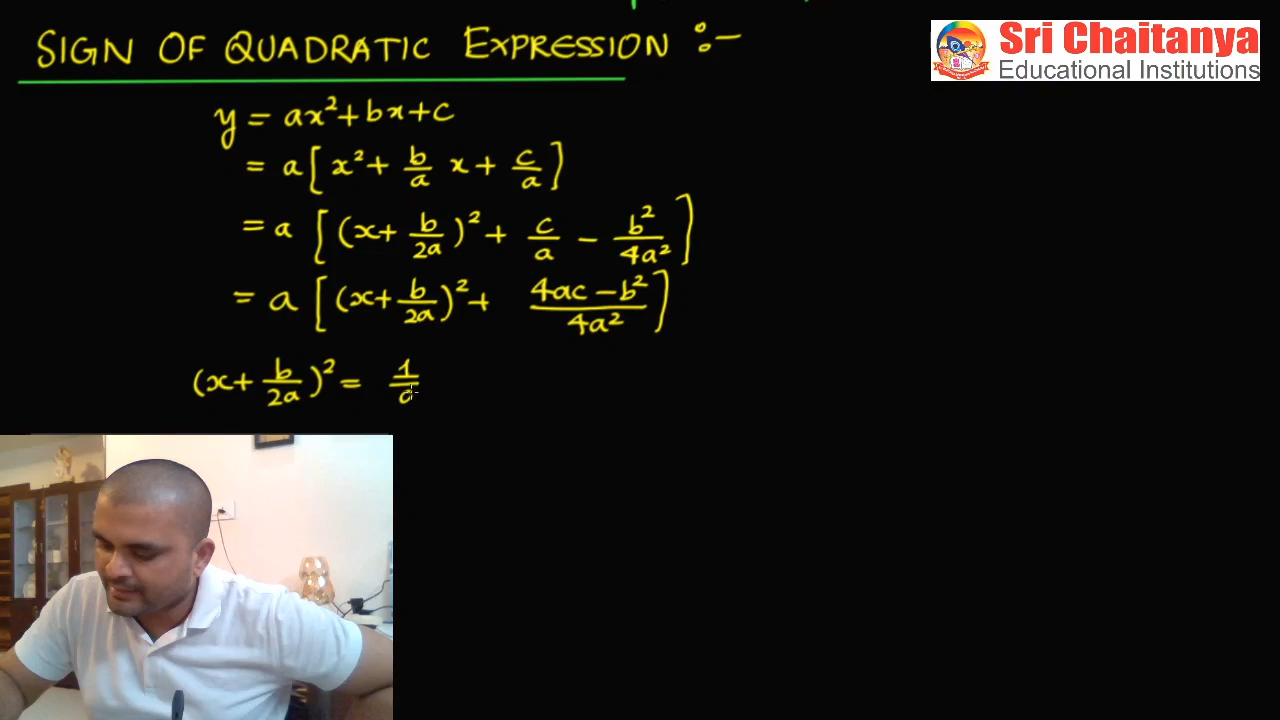 SIGN OF QUADRATIC EXPRESSION :-
Sri Chaitanya
Educational Institutions
y = ax² + bx + c
= a[x² + b/a x + c/a]
= a[(x + b/2a)² + c/a - b²/4a²]
= a[(x + b/2a)² + (4ac - b²)/4a²]
(x + b/2a)² = 1/a